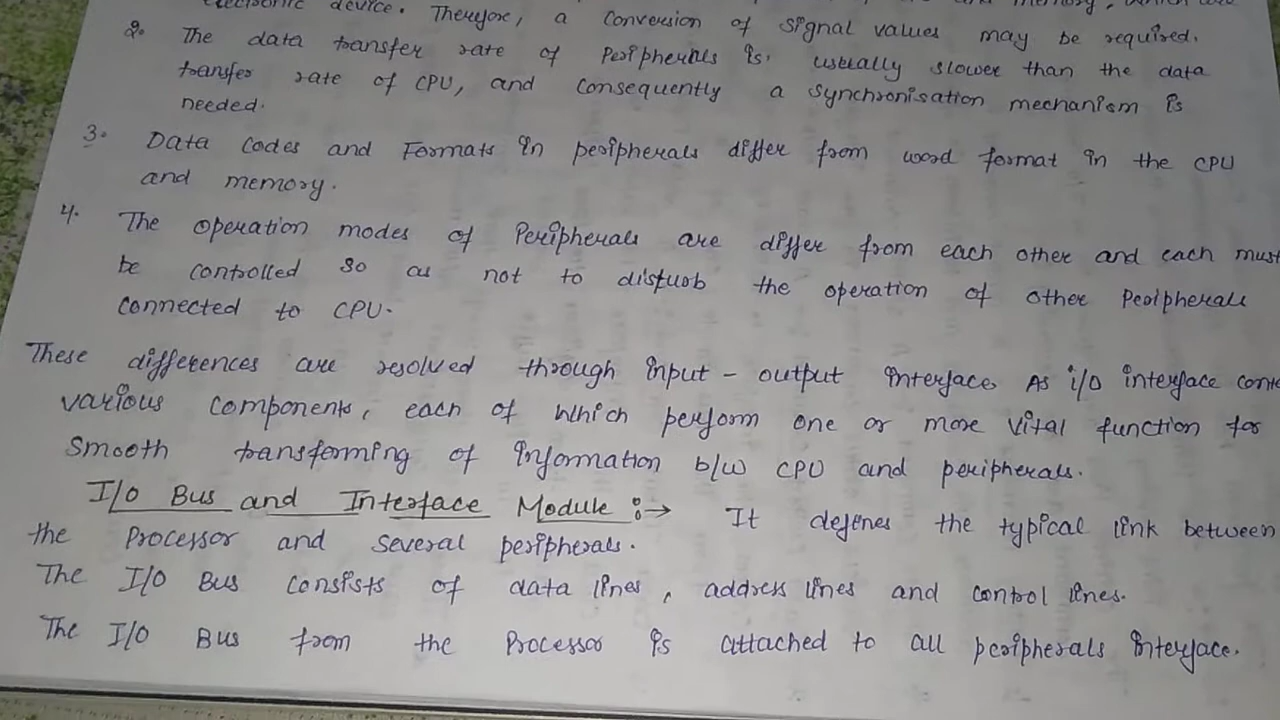 electronic device. Therefore, a conversion of signal values may be required.
2. The data transfer rate of Peripherals is usually slower than the data
transfer rate of CPU, and consequently a synchronisation mechanism is
needed.
3. Data codes and Formats in peripherals differ from word format in the CPU
and memory.
4. The operation modes of Peripherals are differ from each other and each must
be controlled so as not to disturb the operation of other Peripherals
connected to CPU.
These differences are resolved through input - output interface As i/o interface conte
various components, each of which perform one or more vital function for
smooth transforming of information b/w CPU and peripherals.
I/o Bus and Interface Module :→ It defines the typical link between
the Processor and several peripherals.
The I/o Bus consists of data lines, address lines and control lines.
The I/o Bus from the Processor is attached to all peripherals interface.